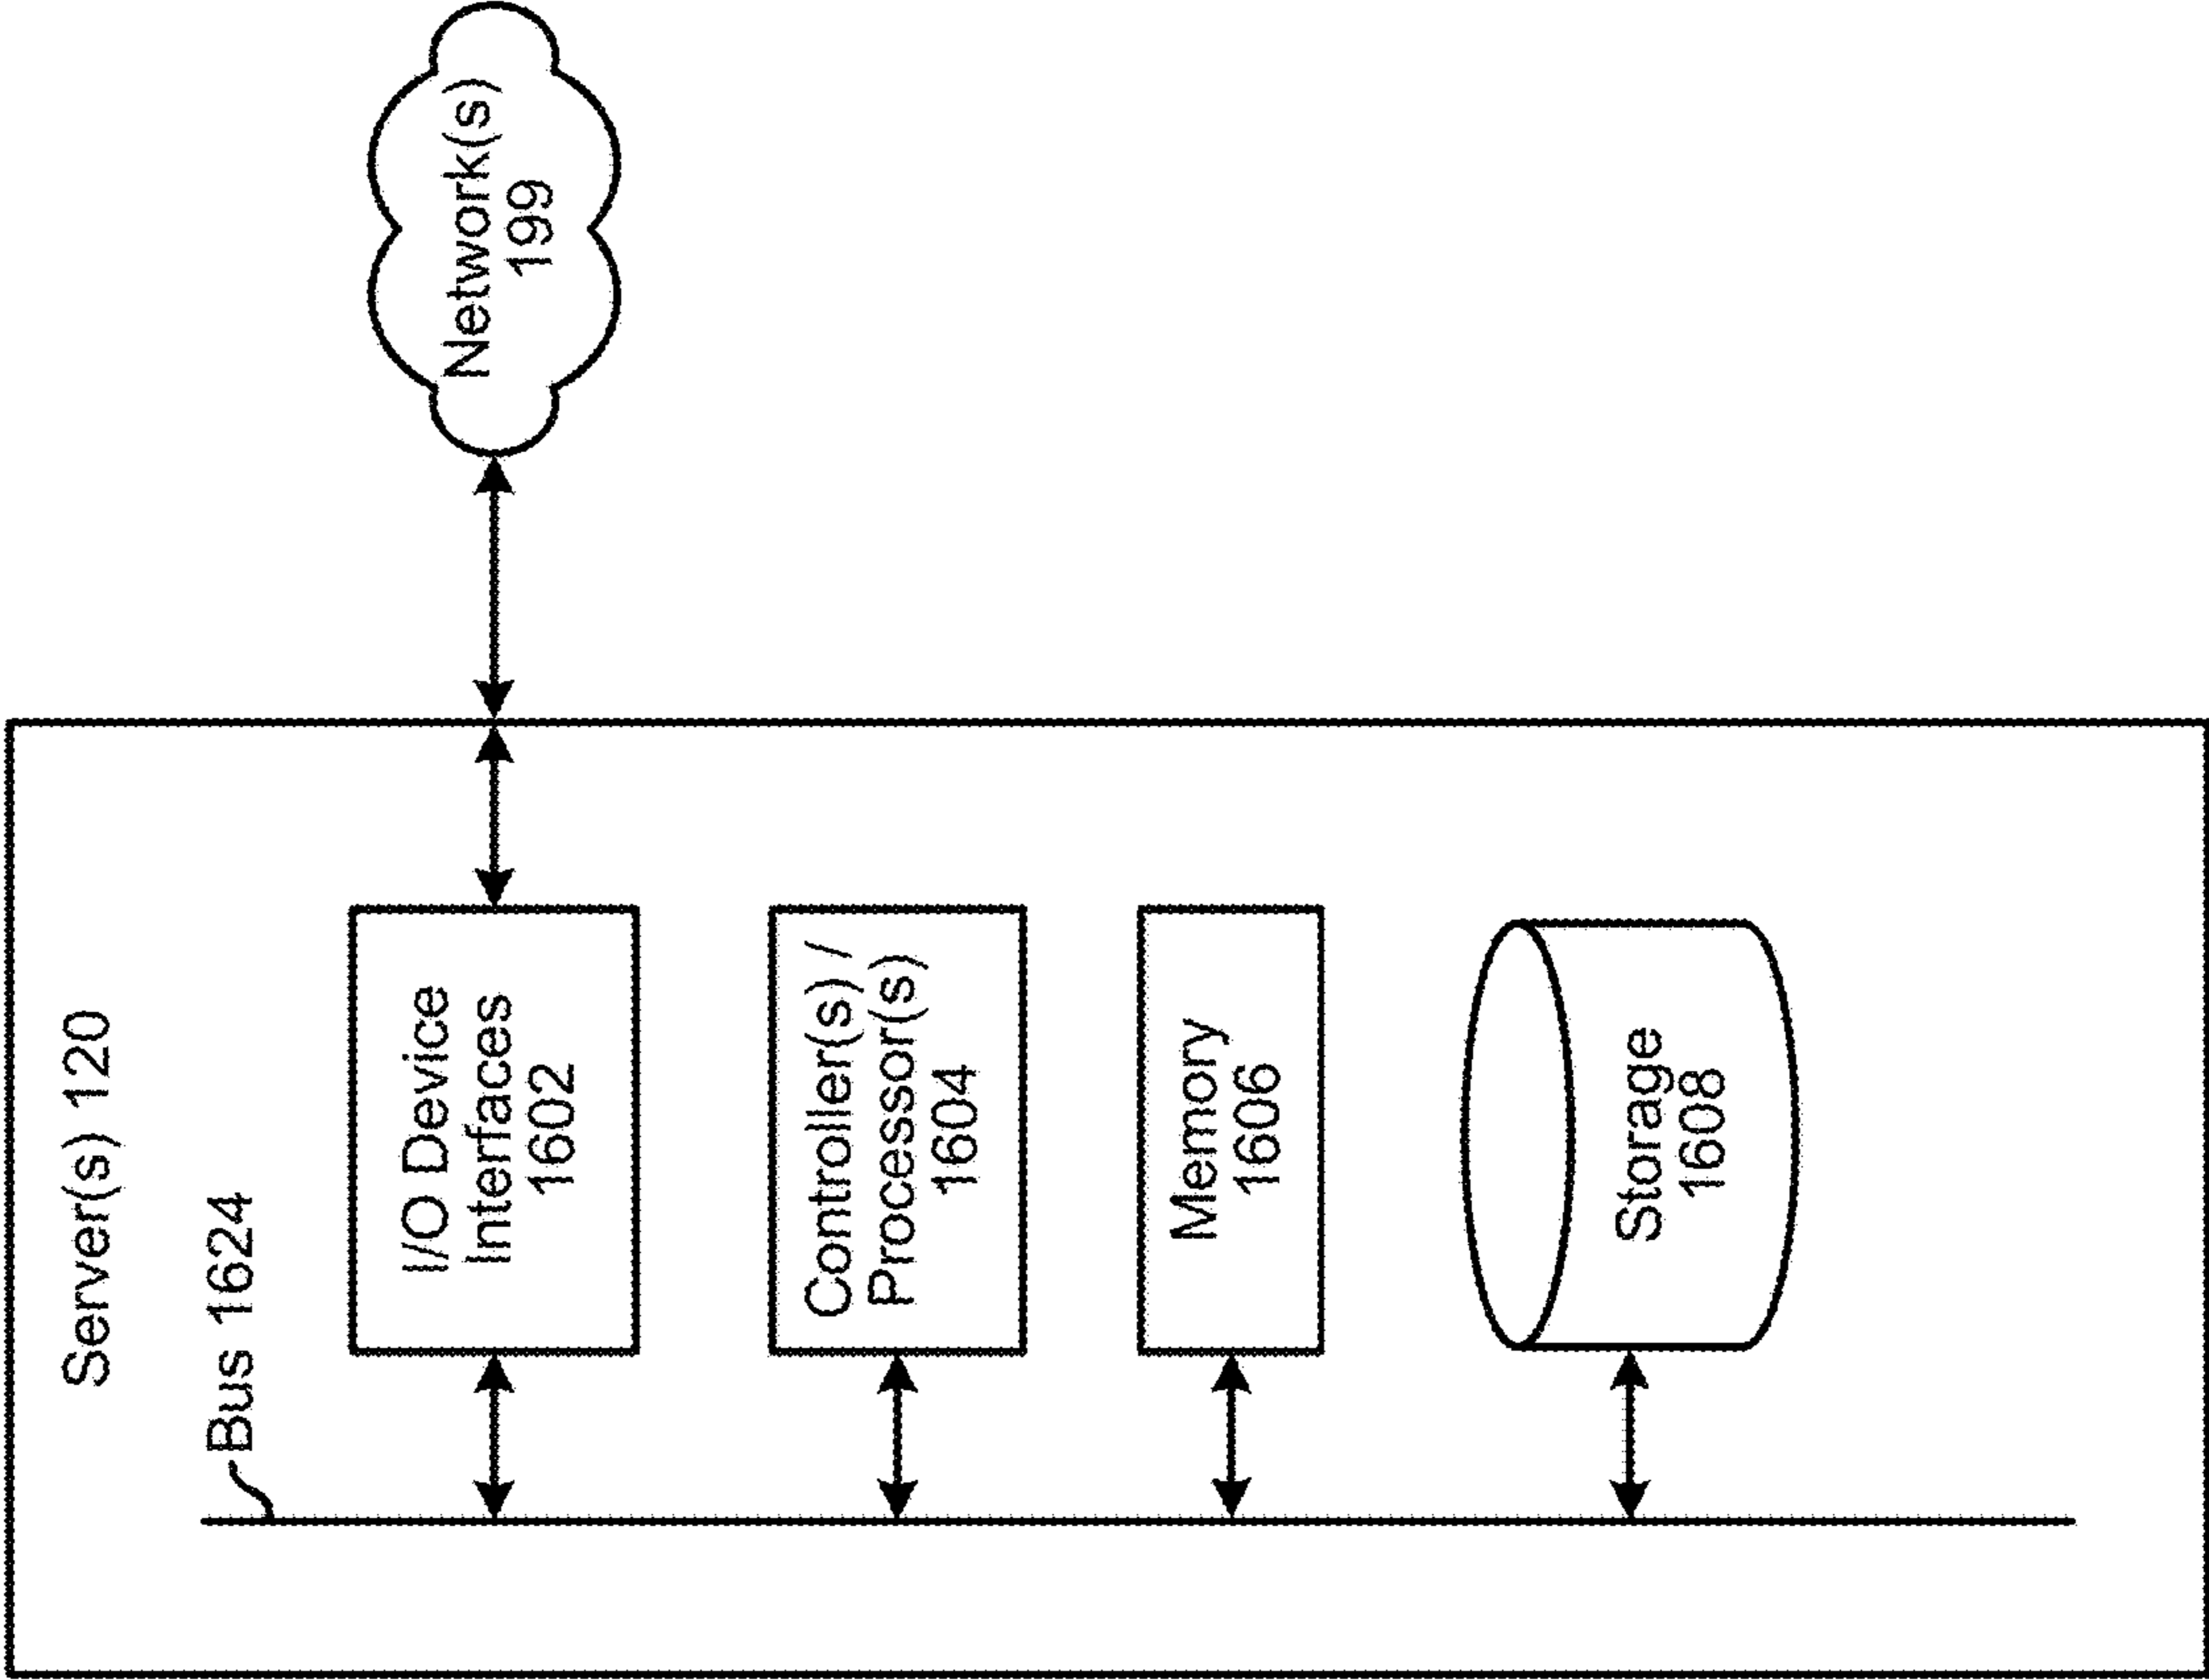 Server(s) 120
Bus 1624
I/O Device
Interfaces
1602
Controller(s) /
Processor(s)
1604
Memory
1606
Storage
1608
Network(s)
199